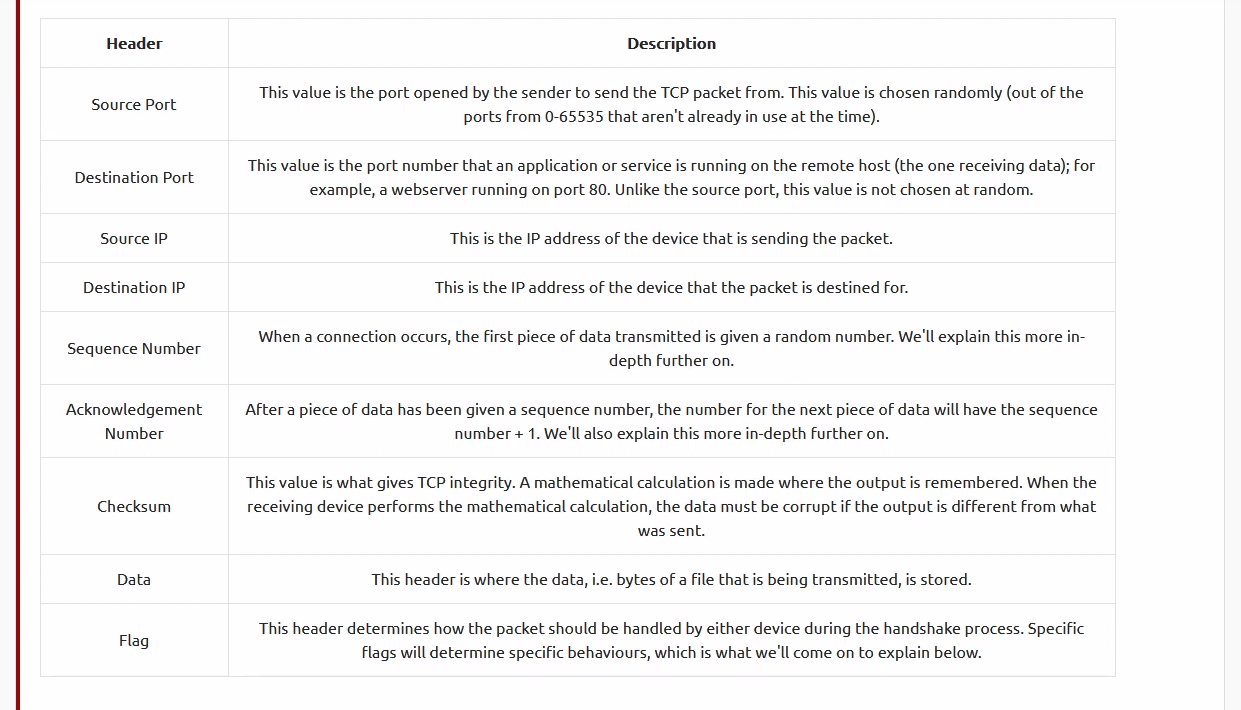 Header Description
Source Port
This value is the port opened by the sender to send the TCP packet from. This value is chosen randomly (out of the
ports from 0-65535 that aren't already in use at the time).
Destination Port
This value is the port number that an application or service is running on the remote host (the one receiving data); for
example, a webserver running on port 80. Unlike the source port, this value is not chosen at random.
Source IP
This is the IP address of the device that is sending the packet.
Destination IP
This is the IP address of the device that the packet is destined for.
Sequence Number
When a connection occurs, the first piece of data transmitted is given a random number. We'll explain this more in-
depth further on.
Acknowledgement
Number
After a piece of data has been given a sequence number, the number for the next piece of data will have the sequence
number + 1. We'll also explain this more in-depth further on.
Checksum
This value is what gives TCP integrity. A mathematical calculation is made where the output is remembered. When the
receiving device performs the mathematical calculation, the data must be corrupt if the output is different from what
was sent.
Data
This header is where the data, i.e. bytes of a file that is being transmitted, is stored.
Flag
This header determines how the packet should be handled by either device during the handshake process. Specific
flags will determine specific behaviours, which is what we'll come on to explain below.